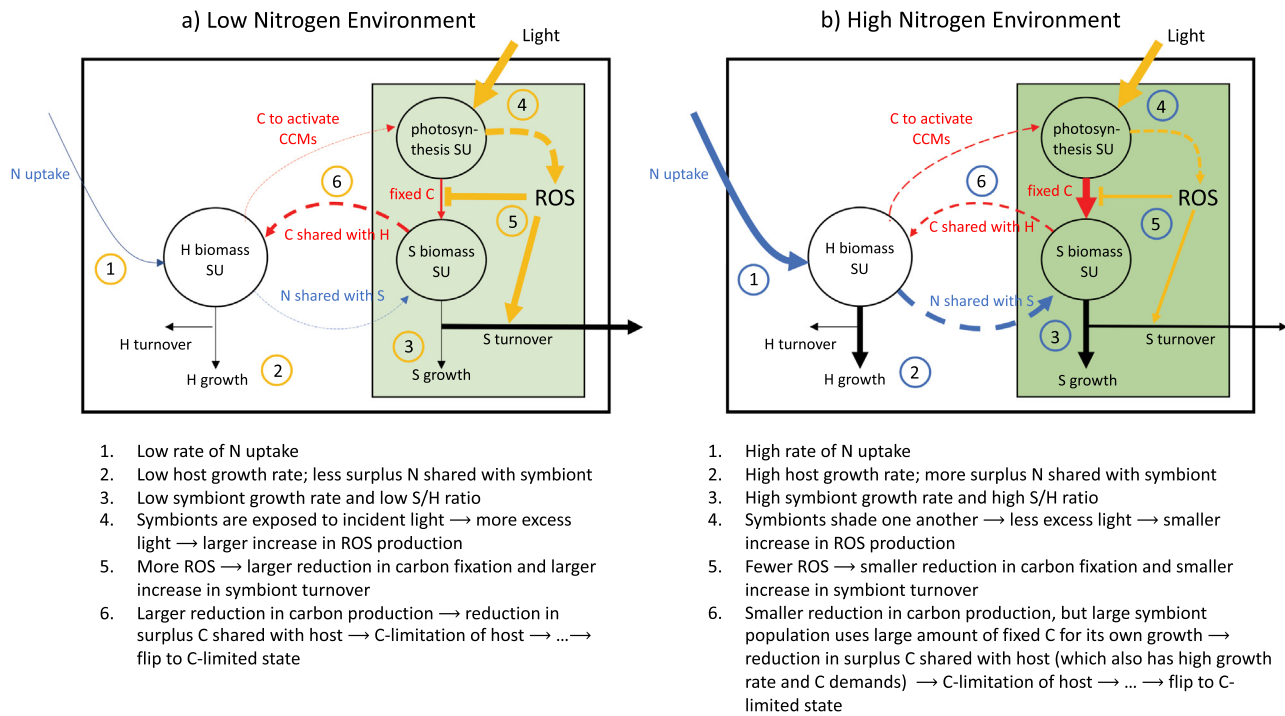 a) Low Nitrogen Environment
Light
4
C to activate
CCMs
photosyn-
thesis SU
N uptake
6
fixed C
ROS
5
C shared with H
H biomass
SU
S biomass
SU
1
N shared with S
H turnover
3
S turnover
2
H growth
S growth
1. Low rate of N uptake
2. Low host growth rate; less surplus N shared with symbiont
3. Low symbiont growth rate and low S/H ratio
4. Symbionts are exposed to incident light → more excess
light → larger increase in ROS production
5. More ROS → larger reduction in carbon fixation and larger
increase in symbiont turnover
6. Larger reduction in carbon production → reduction in
surplus C shared with host → C-limitation of host → …→
flip to C-limited state
b) High Nitrogen Environment
Light
4
C to activate
CCMs
photosyn-
thesis SU
N uptake
6
fixed C
ROS
5
C shared with H
H biomass
SU
S biomass
SU
1
N shared with S
H turnover
3
S turnover
2
H growth
S growth
1. High rate of N uptake
2. High host growth rate; more surplus N shared with symbiont
3. High symbiont growth rate and high S/H ratio
4. Symbionts shade one another → less excess light → smaller
increase in ROS production
5. Fewer ROS → smaller reduction in carbon fixation and smaller
increase in symbiont turnover
6. Smaller reduction in carbon production, but large symbiont
population uses large amount of fixed C for its own growth →
reduction in surplus C shared with host (which also has high growth
rate and C demands) → C-limitation of host → … → flip to C-
limited state